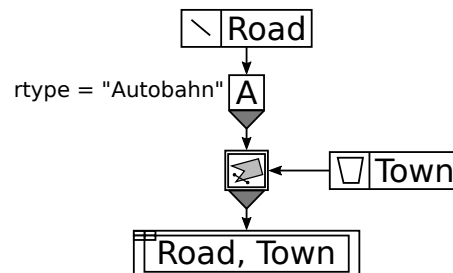 Road
rtype = "Autobahn"
A
Town
Road, Town